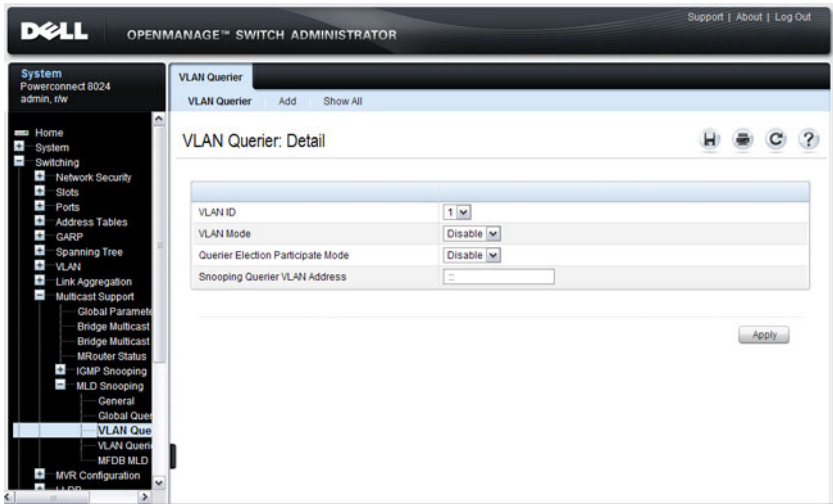 Support | About | Log Out
DELL
OPENMANAGE™ SWITCH ADMINISTRATOR
System
Powerconnect 8024
admin, r/w
Home
System
Switching
Network Security
Slots
Ports
Address Tables
GARP
Spanning Tree
VLAN
Link Aggregation
Multicast Support
Global Paramete
Bridge Multicast
Bridge Multicast
MRouter Status
IGMP Snooping
MLD Snooping
General
Global Quer
VLAN Que
VLAN Queri
MFDB MLD
MVR Configuration
VLAN Querier
VLAN Querier Add Show All
VLAN Querier: Detail
VLAN ID 1
VLAN Mode Disable
Querier Election Participate Mode Disable
Snooping Querier VLAN Address ::
Apply